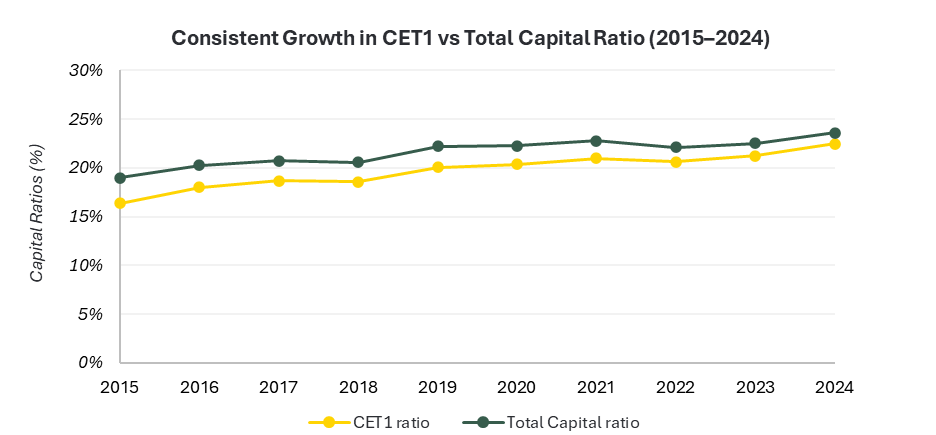 Consistent Growth in CET1 vs Total Capital Ratio (2015–2024)
Capital Ratios (%)
30%
25%
20%
15%
10%
5%
0%
2015 2016 2017 2018 2019 2020 2021 2022 2023 2024
CET1 ratio Total Capital ratio